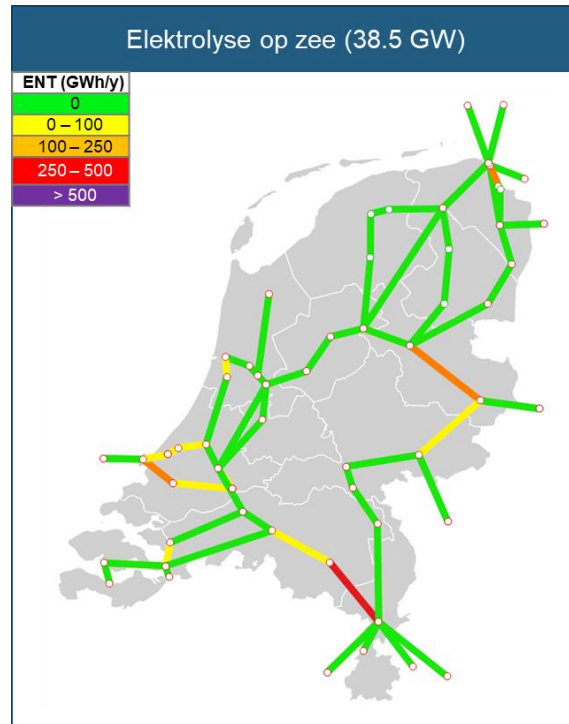 Elektrolyse op zee (38.5 GW)
ENT (GWh/y)
0
0 – 100
100 – 250
250 – 500
> 500